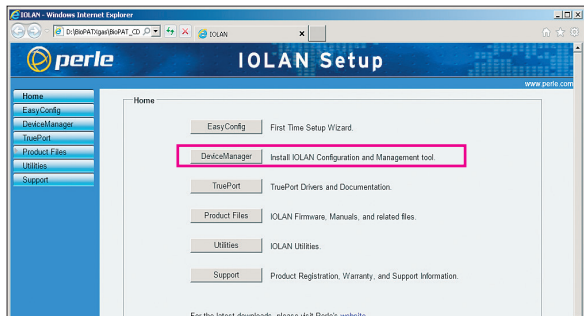 IOLAN - Windows Internet Explorer
D:\BioPATXgas\BioPAT_CD
IOLAN
perle
IOLAN Setup
www.perle.com
Home
EasyConfig
DeviceManager
TruePort
Product Files
Utilities
Support
Home
EasyConfig First Time Setup Wizard.
DeviceManager Install IOLAN Configuration and Management tool.
TruePort TruePort Drivers and Documentation.
Product Files IOLAN Firmware, Manuals, and related files.
Utilities IOLAN Utilities.
Support Product Registration, Warranty, and Support Information.
For the latest downloads, please visit Perle's website